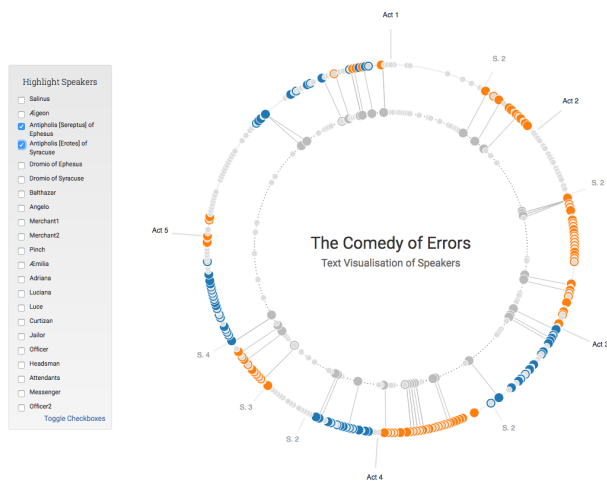 Highlight Speakers
Salinus
Ægeon
Antipholis [Sereptus] of
Ephesus
Antipholis [Erotes] of
Syracuse
Dromio of Ephesus
Dromio of Syracuse
Balthazar
Angelo
Merchant1
Merchant2
Pinch
Æmilia
Adriana
Luciana
Luce
Curtizan
Jailor
Officer
Headsman
Attendants
Messenger
Officer2
Toggle Checkboxes
The Comedy of Errors
Text Visualisation of Speakers
Act 1
S. 2
Act 2
S. 2
Act 3
S. 2
Act 4
S. 2
S. 3
S. 4
Act 5